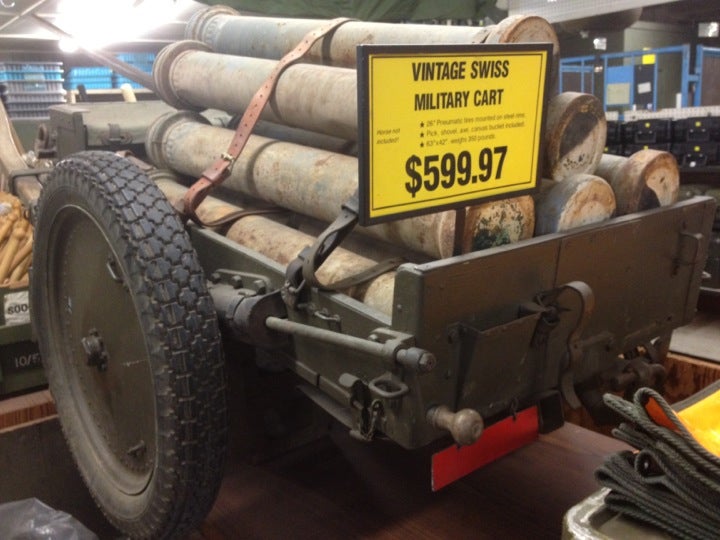 VINTAGE SWISS
MILITARY CART
★ 26" Pneumatic tires mounted on steel rims.
★ Pick, shovel, axe, canvas bucket included.
★ 63"x42" weighs 350 pounds.
Horse not
included!
$599.97